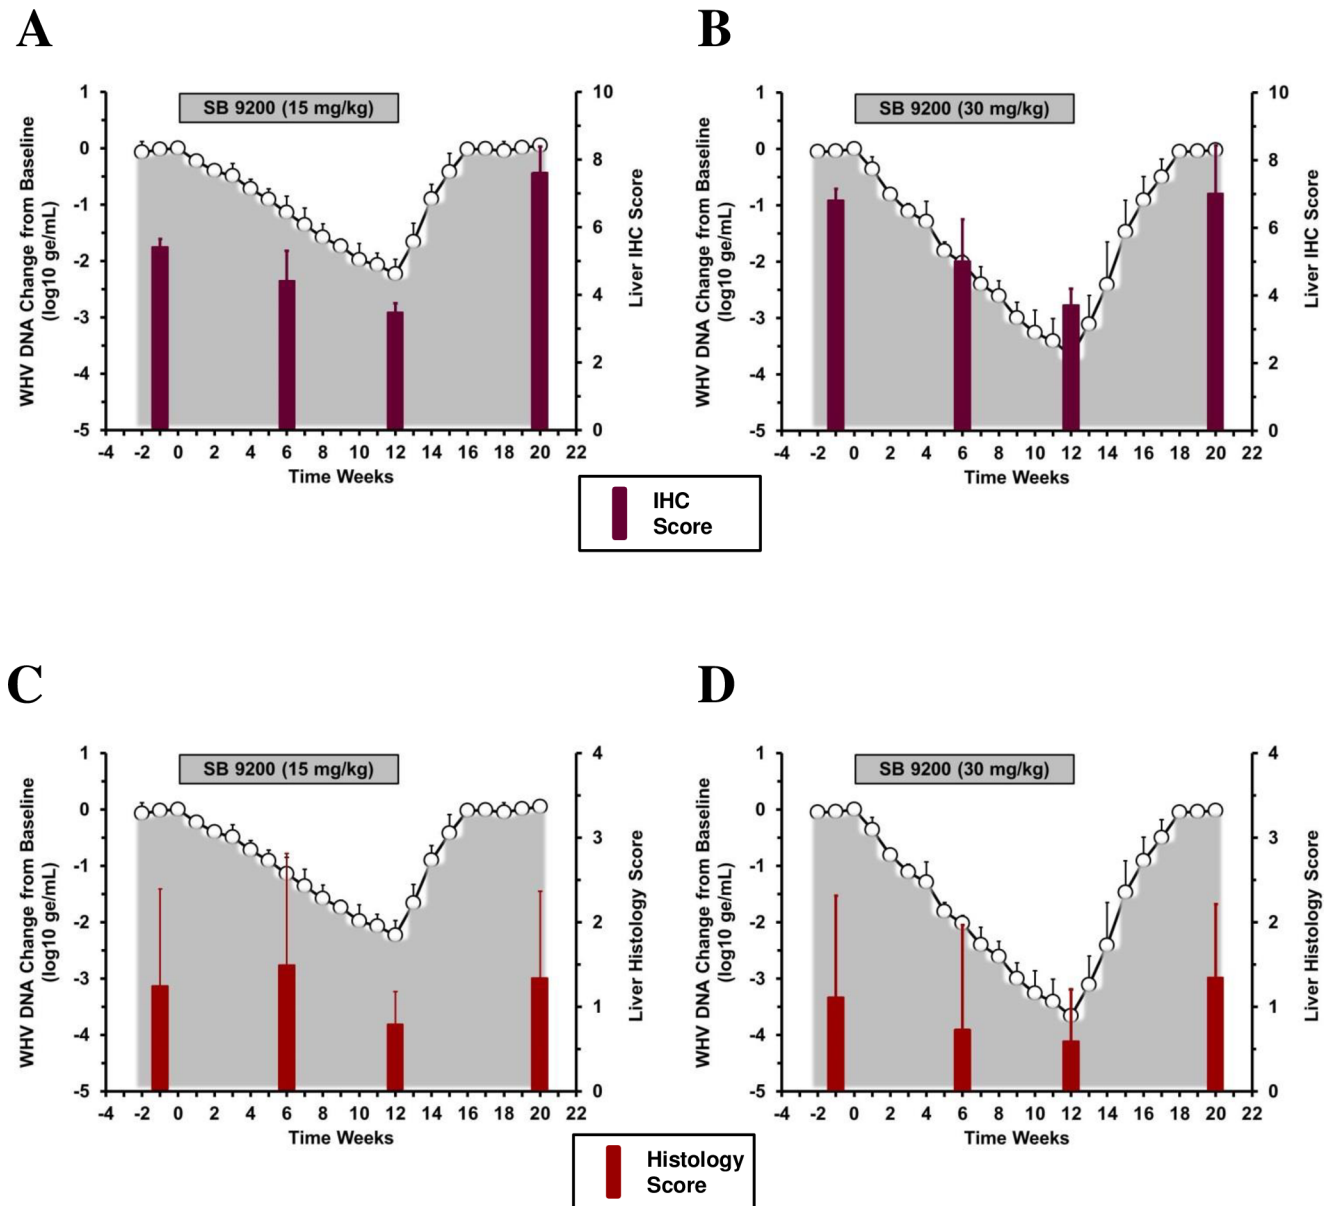 A
B
SB 9200 (15 mg/kg)
WHV DNA Change from Baseline
(log10 ge/mL)
1
0
-1
-2
-3
-4
-5
10
8
6
4
2
0
Liver IHC Score
-4 -2 0 2 4 6 8 10 12 14 16 18 20 22
Time Weeks
SB 9200 (30 mg/kg)
WHV DNA Change from Baseline
(log10 ge/mL)
1
0
-1
-2
-3
-4
-5
10
8
6
4
2
0
Liver IHC Score
-4 -2 0 2 4 6 8 10 12 14 16 18 20 22
Time Weeks
IHC
Score
C
D
SB 9200 (15 mg/kg)
WHV DNA Change from Baseline
(log10 ge/mL)
1
0
-1
-2
-3
-4
-5
4
3
2
1
0
Liver Histology Score
-4 -2 0 2 4 6 8 10 12 14 16 18 20 22
Time Weeks
SB 9200 (30 mg/kg)
WHV DNA Change from Baseline
(log10 ge/mL)
1
0
-1
-2
-3
-4
-5
4
3
2
1
0
Liver Histology Score
-4 -2 0 2 4 6 8 10 12 14 16 18 20 22
Time Weeks
Histology
Score